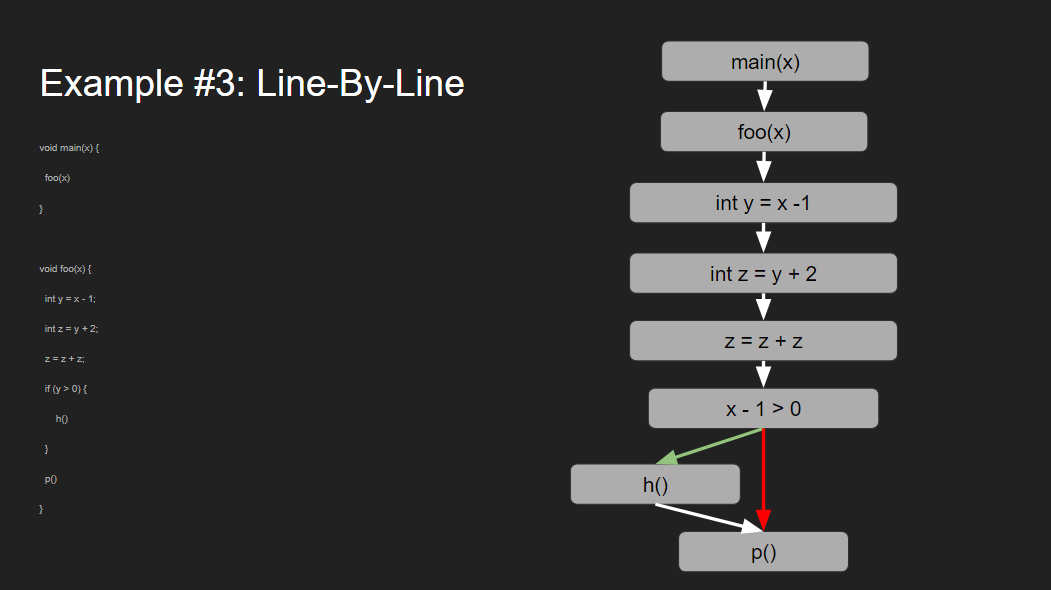 Example #3: Line-By-Line
void main(x) {
foo(x)
}
void foo(x) {
int y = x - 1;
int z = y + 2;
z = z + z;
if (y > 0) {
h()
}
p()
}
main(x)
foo(x)
int y = x -1
int z = y + 2
z = z + z
x - 1 > 0
h()
p()